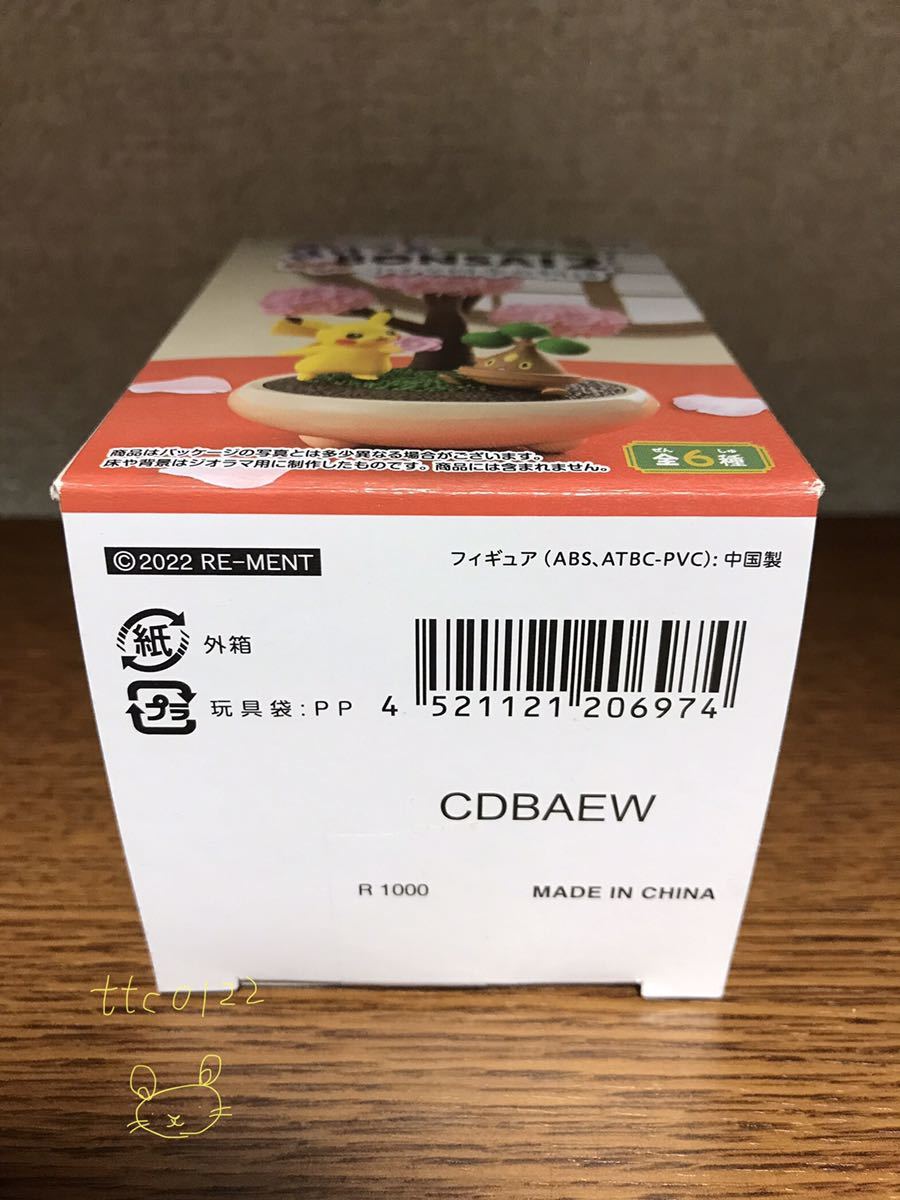 BONSAI2
商品はパッケージの写真とは多少異なる場合がございます。
床や背景はジオラマ用に制作したものです。商品には含まれません。
ぜん しゅ
全6種
©2022 RE-MENT
フィギュア(ABS、ATBC-PVC):中国製
紙 外箱
プラ 玩具袋:PP
4 521121 206974
CDBAEW
R 1000
MADE IN CHINA
ttc0122